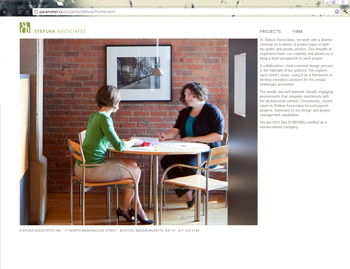 parameter.cc/projects/stefura/Profile.html
STEFURA ASSOCIATES
PROJECTS FIRM
At Stefura Associates, we work with a diverse
clientele on a variety of project types in both
the public and private sectors. This breadth of
experience fuels our creativity and allows us to
bring a fresh perspective to each project.
A collaborative, client-centered design process
is the hallmark of our practice. We explore
each client's vision, using it as a framework to
develop innovative solutions for the unique
challenges presented.
The results are well-planned, visually engaging
environments that integrate seamlessly with
the architectural context. Consistently, clients
return to Stefura Associates for subsequent
projects, testimony to our design and project
management capabilities.
We are SDO (fka SOMWBA) certified as a
woman-owned company.
STEFURA ASSOCIATES INC. 77 NORTH WASHINGTON STREET BOSTON, MASSACHUSETTS 02114 617.723.5164